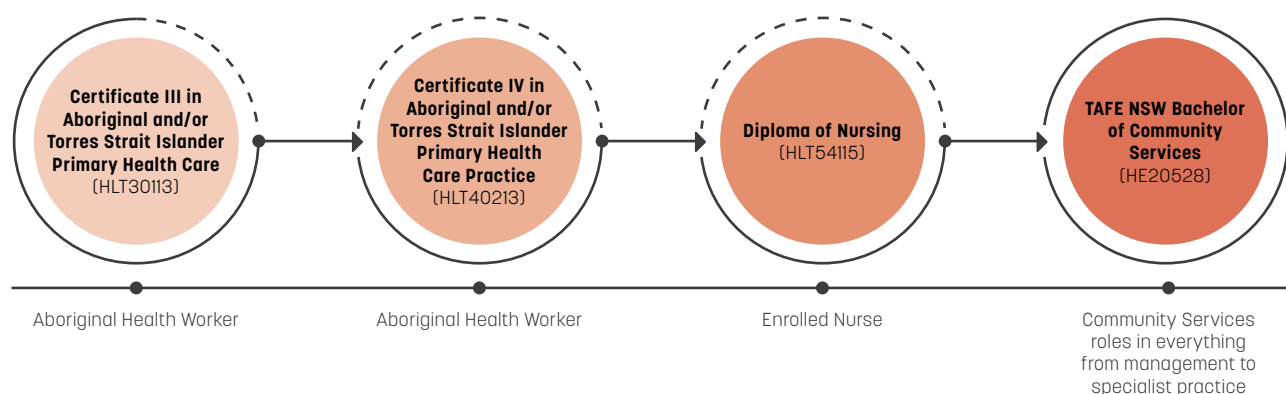 Certificate III in
Aboriginal and/or
Torres Strait Islander
Primary Health Care
(HLT30113)
Certificate IV in
Aboriginal and/or
Torres Strait Islander
Primary Health
Care Practice
(HLT40213)
Diploma of Nursing
(HLT54115)
TAFE NSW Bachelor
of Community
Services
(HE20528)
Aboriginal Health Worker
Aboriginal Health Worker
Enrolled Nurse
Community Services
roles in everything
from management to
specialist practice